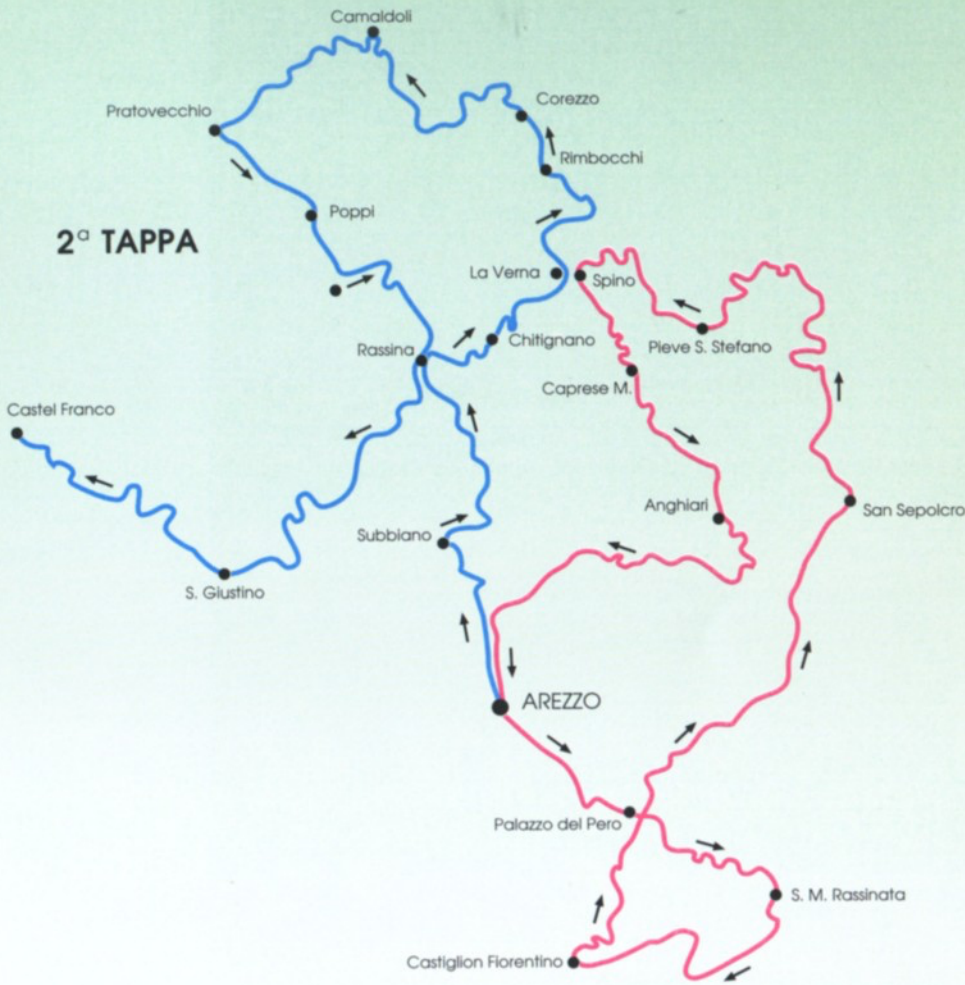 Camaldoli
Pratovecchio
Corezzo
Rimbocchi
Poppi
2ª TAPPA
La Verna
Spino
Rassina
Chitignano
Pieve S. Stefano
Caprese M.
Castel Franco
Anghiari
San Sepolcro
Subbiano
S. Giustino
AREZZO
Palazzo del Pero
S. M. Rassinata
Castiglion Fiorentino